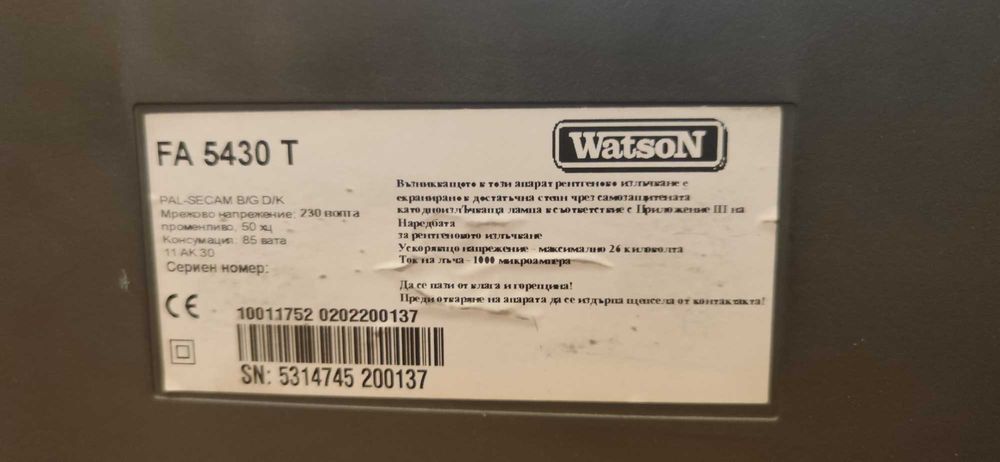 FA 5430 T
WatsoN
PAL-SECAM B/G D/K
Мрежово напрежение: 230 волта
променливо, 50 хц
Консумация: 85 вата
11 АК 30
Сериен номер:
Възникващото в този апарат рентгеново излъчване е
екранирано в достатъчна степен чрез самозащитената
катодноизлъчваща лампа в съответствие с Приложение III на
Наредбата
за рентгеновото излъчване
Ускоряващо напрежение - максимално 26 киловолта
Ток на лъча - 1000 микроампера
Да се пази от влага и горещина!
Преди отваряне на апарата да се издърпа щепсела от контакта!
CE
10011752 0202200137
SN: 5314745 200137